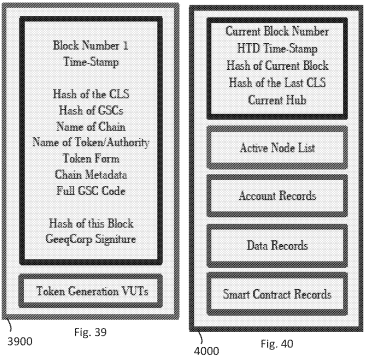 Block Number 1
Time-Stamp
Hash of the CLS
Hash of GSCs
Name of Chain
Name of Token/Authority
Token Form
Chain Metadata
Full GSC Code
Hash of this Block
GeeqCorp Signiture
Token Generation VUTs
3900
Fig. 39
Current Block Number
HTD Time-Stamp
Hash of Current Block
Hash of the Last CLS
Current Hub
Active Node List
Account Records
Data Records
Smart Contract Records
4000
Fig. 40